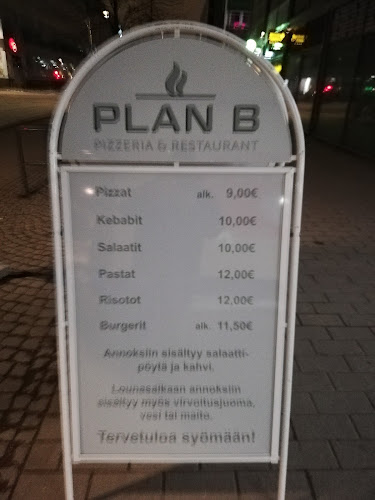 PLAN B
PIZZERIA & RESTAURANT
Pizzat alk. 9,00€
Kebabit 10,00€
Salaatit 10,00€
Pastat 12,00€
Risotot 12,00€
Burgerit alk. 11,50€
Annoksiin sisältyy salaatti-
pöytä ja kahvi.
Lounasaikaan annoksiin
sisältyy myös virvoitusjuoma,
vesi tai maito.
Tervetuloa syömään!